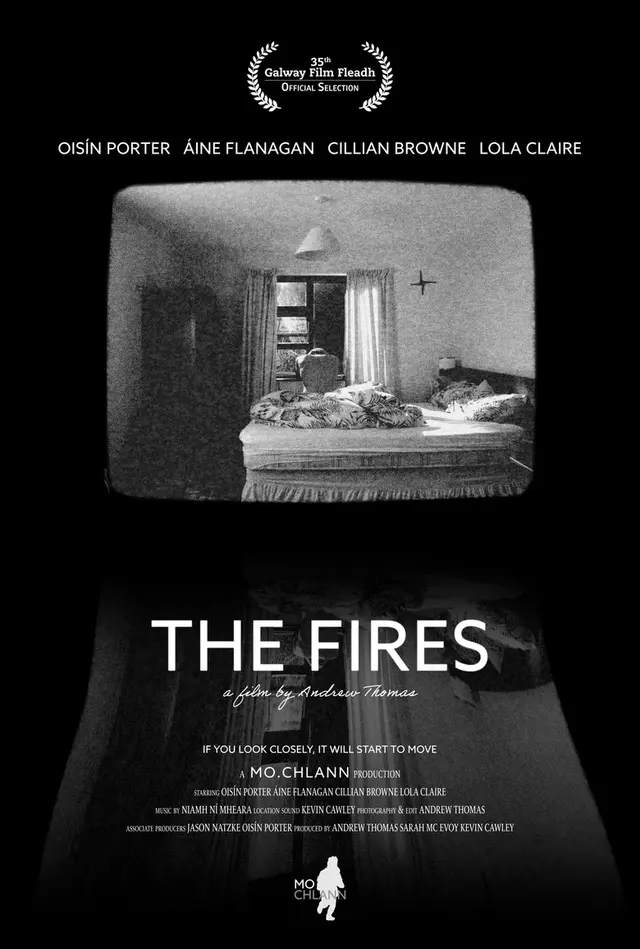 35th
Galway Film Fleadh
OFFICIAL SELECTION
OISÍN PORTER ÁINE FLANAGAN CILLIAN BROWNE LOLA CLAIRE
THE FIRES
a film by Andrew Thomas
IF YOU LOOK CLOSELY, IT WILL START TO MOVE
A MO.CHLANN PRODUCTION
STARRING OISÍN PORTER ÁINE FLANAGAN CILLIAN BROWNE LOLA CLAIRE
MUSIC BY NIAMH NÍ MHEARA LOCATION SOUND KEVIN CAWLEY PHOTOGRAPHY & EDIT ANDREW THOMAS
ASSOCIATE PRODUCERS JASON NATZKE OISÍN PORTER PRODUCED BY ANDREW THOMAS SARAH MC EVOY KEVIN CAWLEY
MO
CHLANN